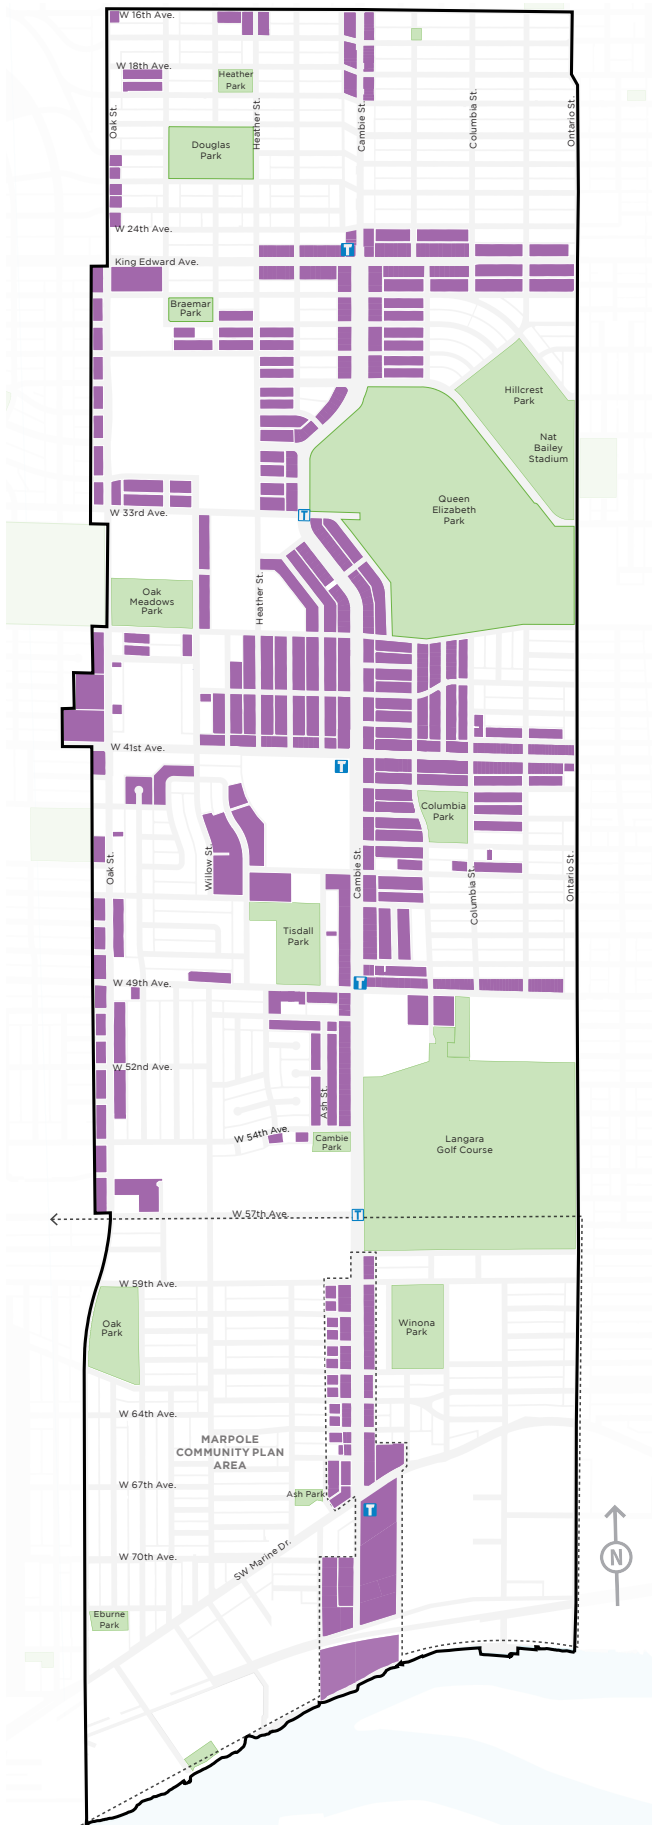 W 16th Ave.
W 18th Ave.
Heather
Park
Oak St.
Heather St.
Cambie St.
Columbia St.
Ontario St.
Douglas
Park
W 24th Ave.
T
King Edward Ave.
Braemar
Park
Hillcrest
Park
Nat
Bailey
Stadium
Queen
Elizabeth
Park
W 33rd Ave.
T
Heather St.
Oak
Meadows
Park
W 41st Ave.
T
Columbia
Park
Oak St.
Willow St.
Cambie St.
Columbia St.
Ontario St.
Tisdall
Park
W 49th Ave.
T
W 52nd Ave.
Ash St.
W 54th Ave.
Cambie
Park
Langara
Golf Course
W 57th Ave.
T
W 59th Ave.
Oak
Park
Winona
Park
W 64th Ave.
MARPOLE
COMMUNITY PLAN
AREA
W 67th Ave.
Ash Park
T
SW Marine Dr.
W 70th Ave.
N
Eburne
Park